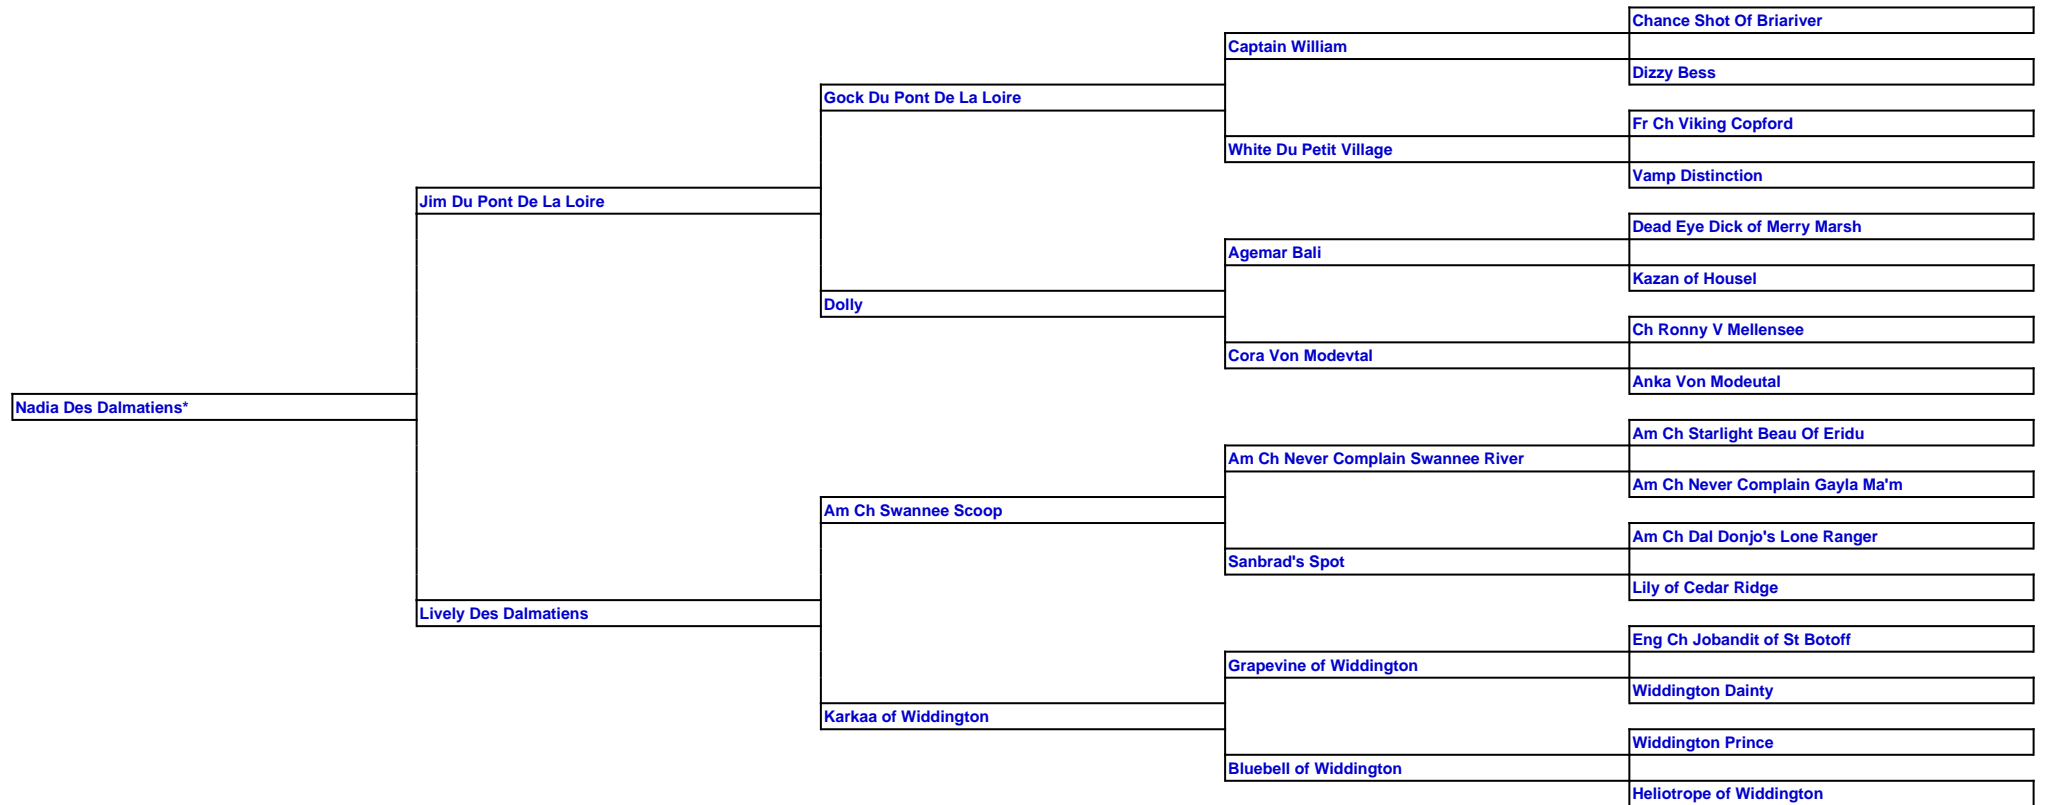 Chance Shot Of Briariver
Captain William
Dizzy Bess
Gock Du Pont De La Loire
Fr Ch Viking Copford
White Du Petit Village
Vamp Distinction
Jim Du Pont De La Loire
Dead Eye Dick of Merry Marsh
Agemar Bali
Kazan of Housel
Dolly
Ch Ronny V Mellensee
Cora Von Modevtal
Anka Von Modeutal
Nadia Des Dalmatiens*
Am Ch Starlight Beau Of Eridu
Am Ch Never Complain Swannee River
Am Ch Never Complain Gayla Ma'm
Am Ch Swannee Scoop
Am Ch Dal Donjo's Lone Ranger
Sanbrad's Spot
Lily of Cedar Ridge
Lively Des Dalmatiens
Eng Ch Jobandit of St Botoff
Grapevine of Widdington
Widdington Dainty
Karkaa of Widdington
Widdington Prince
Bluebell of Widdington
Heliotrope of Widdington